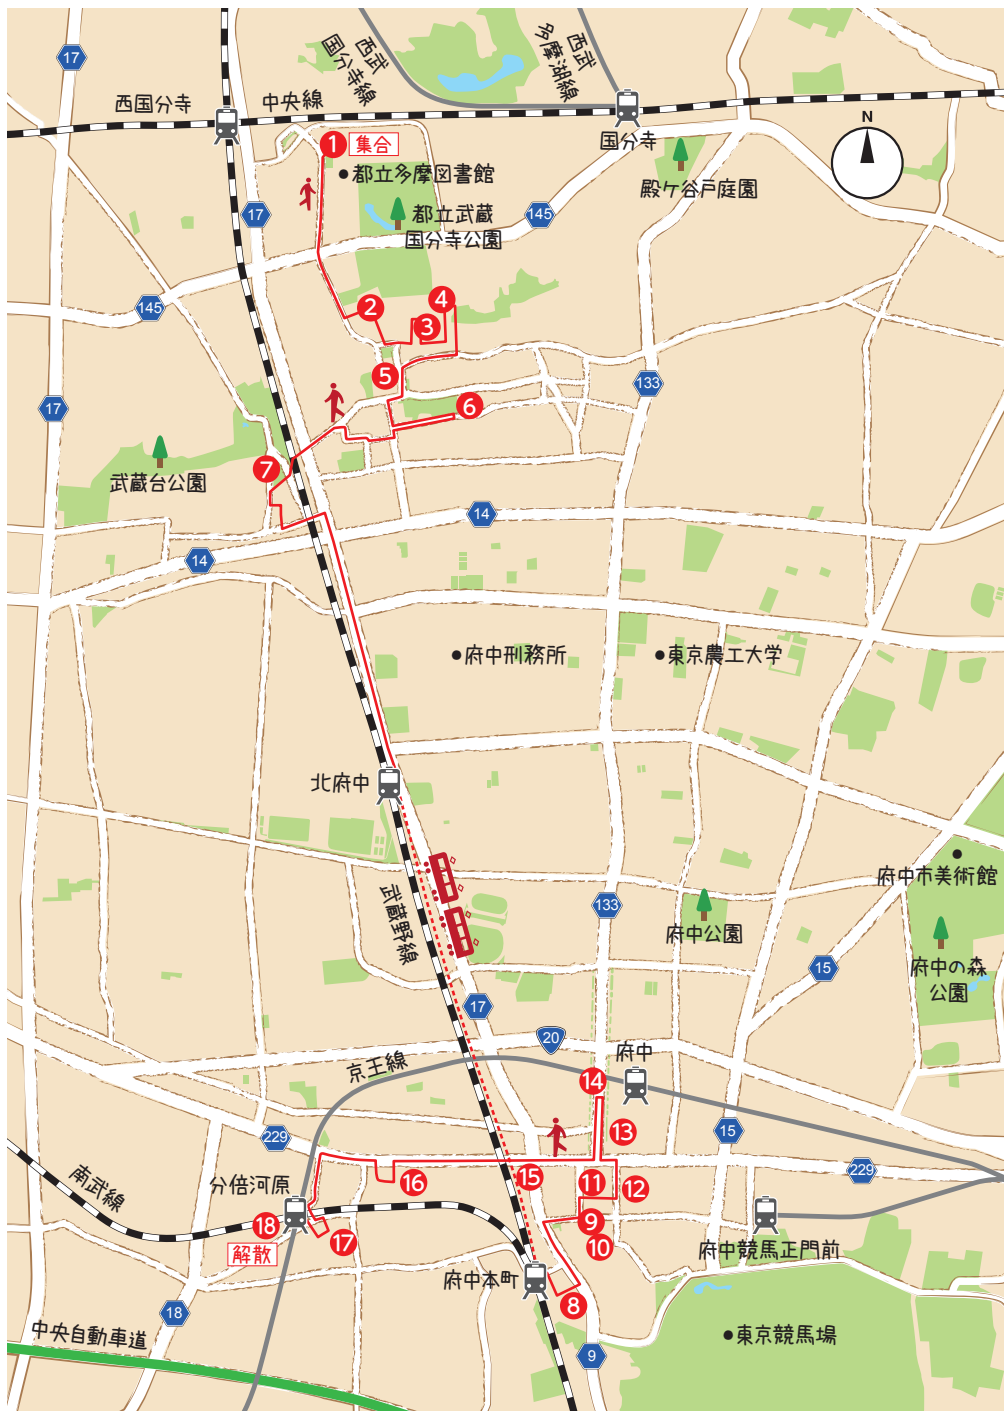 17
西武
国分寺線
西武
多摩湖線
西国分寺
中央線
国分寺
N
1
集合
都立多摩図書館
殿ケ谷戸庭園
17
都立武蔵
国分寺公園
145
145
2
4
3
5
133
17
6
7
武蔵台公園
14
14
府中刑務所
東京農工大学
北府中
武蔵野線
府中市美術館
133
府中公園
府中の森
公園
15
17
20
京王線
府中
14
13
15
229
229
南武線
分倍河原
16
15
11
12
18
解散
17
9
10
府中競馬正門前
府中本町
8
18
中央自動車道
東京競馬場
9